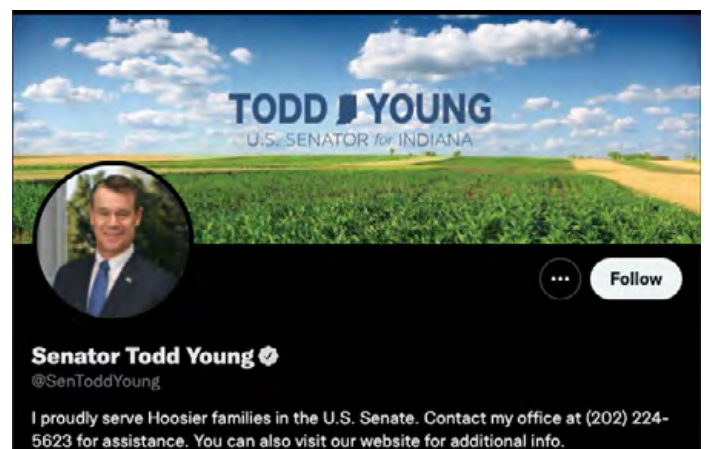 TODD YOUNG
U.S. SENATOR for INDIANA
Follow
Senator Todd Young
@SenToddYoung
I proudly serve Hoosier families in the U.S. Senate. Contact my office at (202) 224-
5623 for assistance. You can also visit our website for additional info.